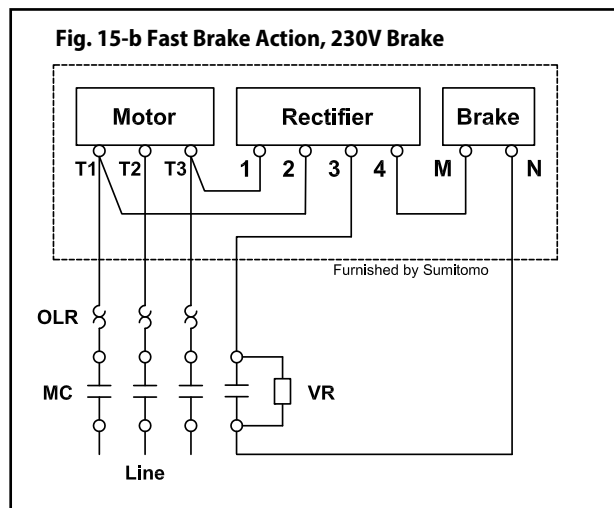 Fig. 15-b Fast Brake Action, 230V Brake
Motor Rectifier Brake
T1 T2 T3 1 2 3 4 M N
Furnished by Sumitomo
OLR
MC VR
Line